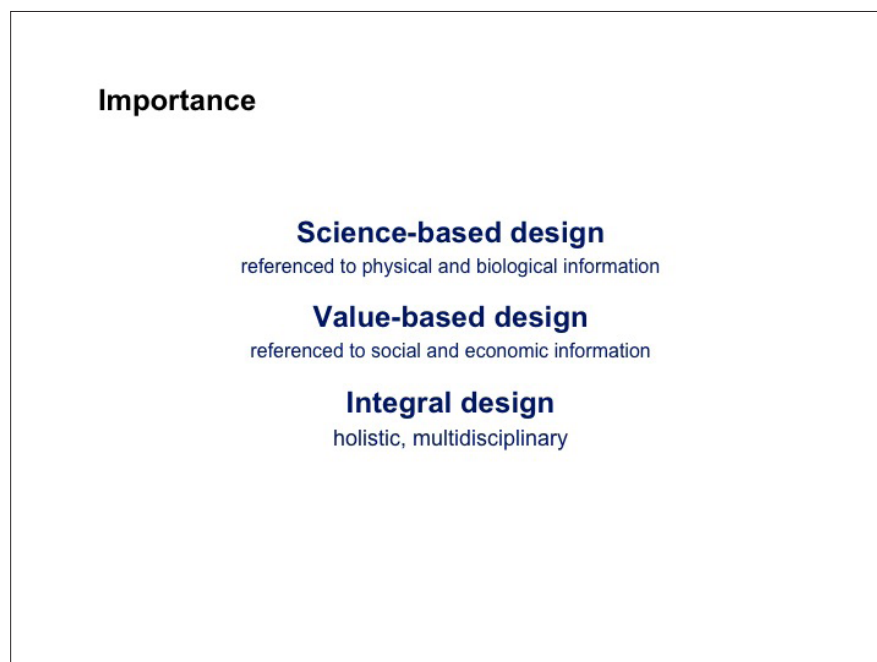 Importance
Science-based design
referenced to physical and biological information
Value-based design
referenced to social and economic information
Integral design
holistic, multidisciplinary